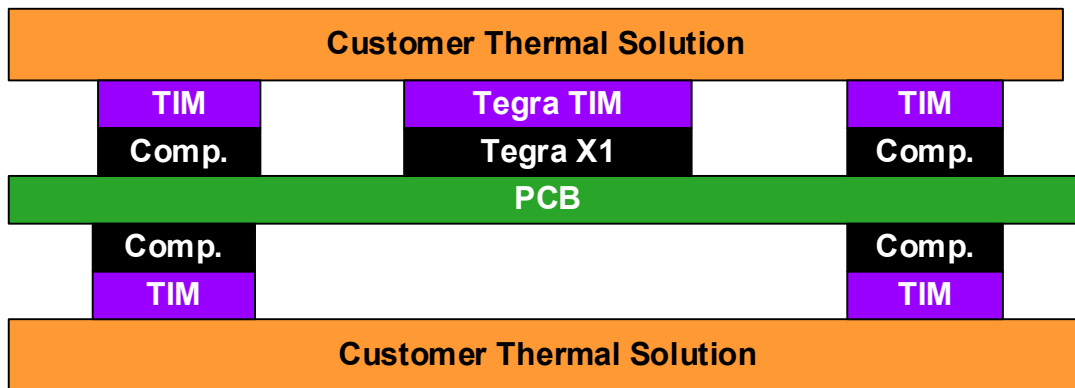 Customer Thermal Solution
TIM Tegra TIM TIM
Comp. Tegra X1 Comp.
PCB
Comp. Comp.
TIM TIM
Customer Thermal Solution